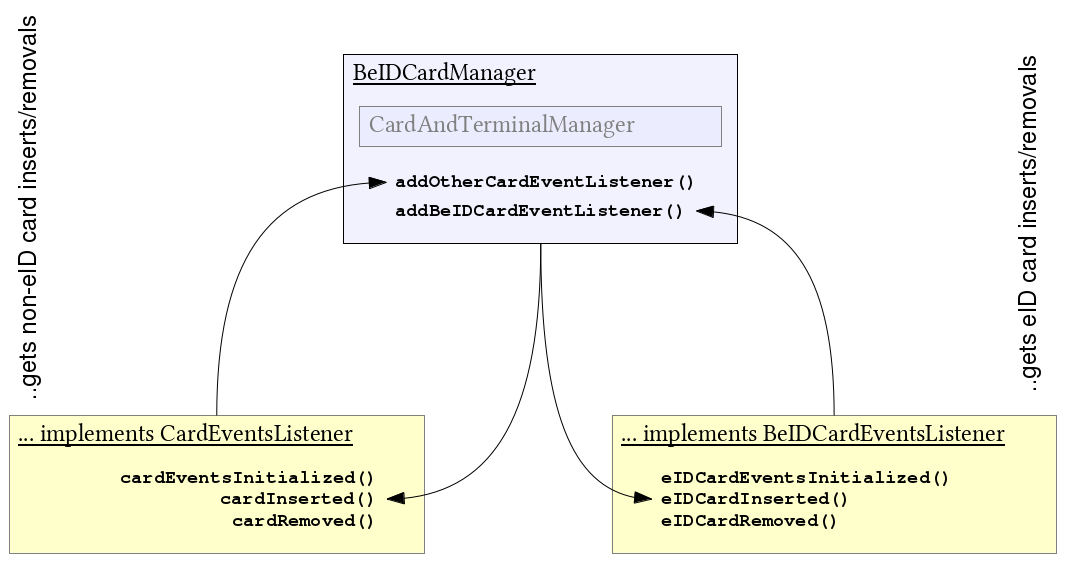 ..gets non-eID card inserts/removals
BeIDCardManager
CardAndTerminalManager
addOtherCardEventListener()
addBeIDCardEventListener()
..gets eID card inserts/removals
... implements CardEventsListener
cardEventsInitialized()
cardInserted()
cardRemoved()
... implements BeIDCardEventsListener
eIDCardEventsInitialized()
eIDCardInserted()
eIDCardRemoved()